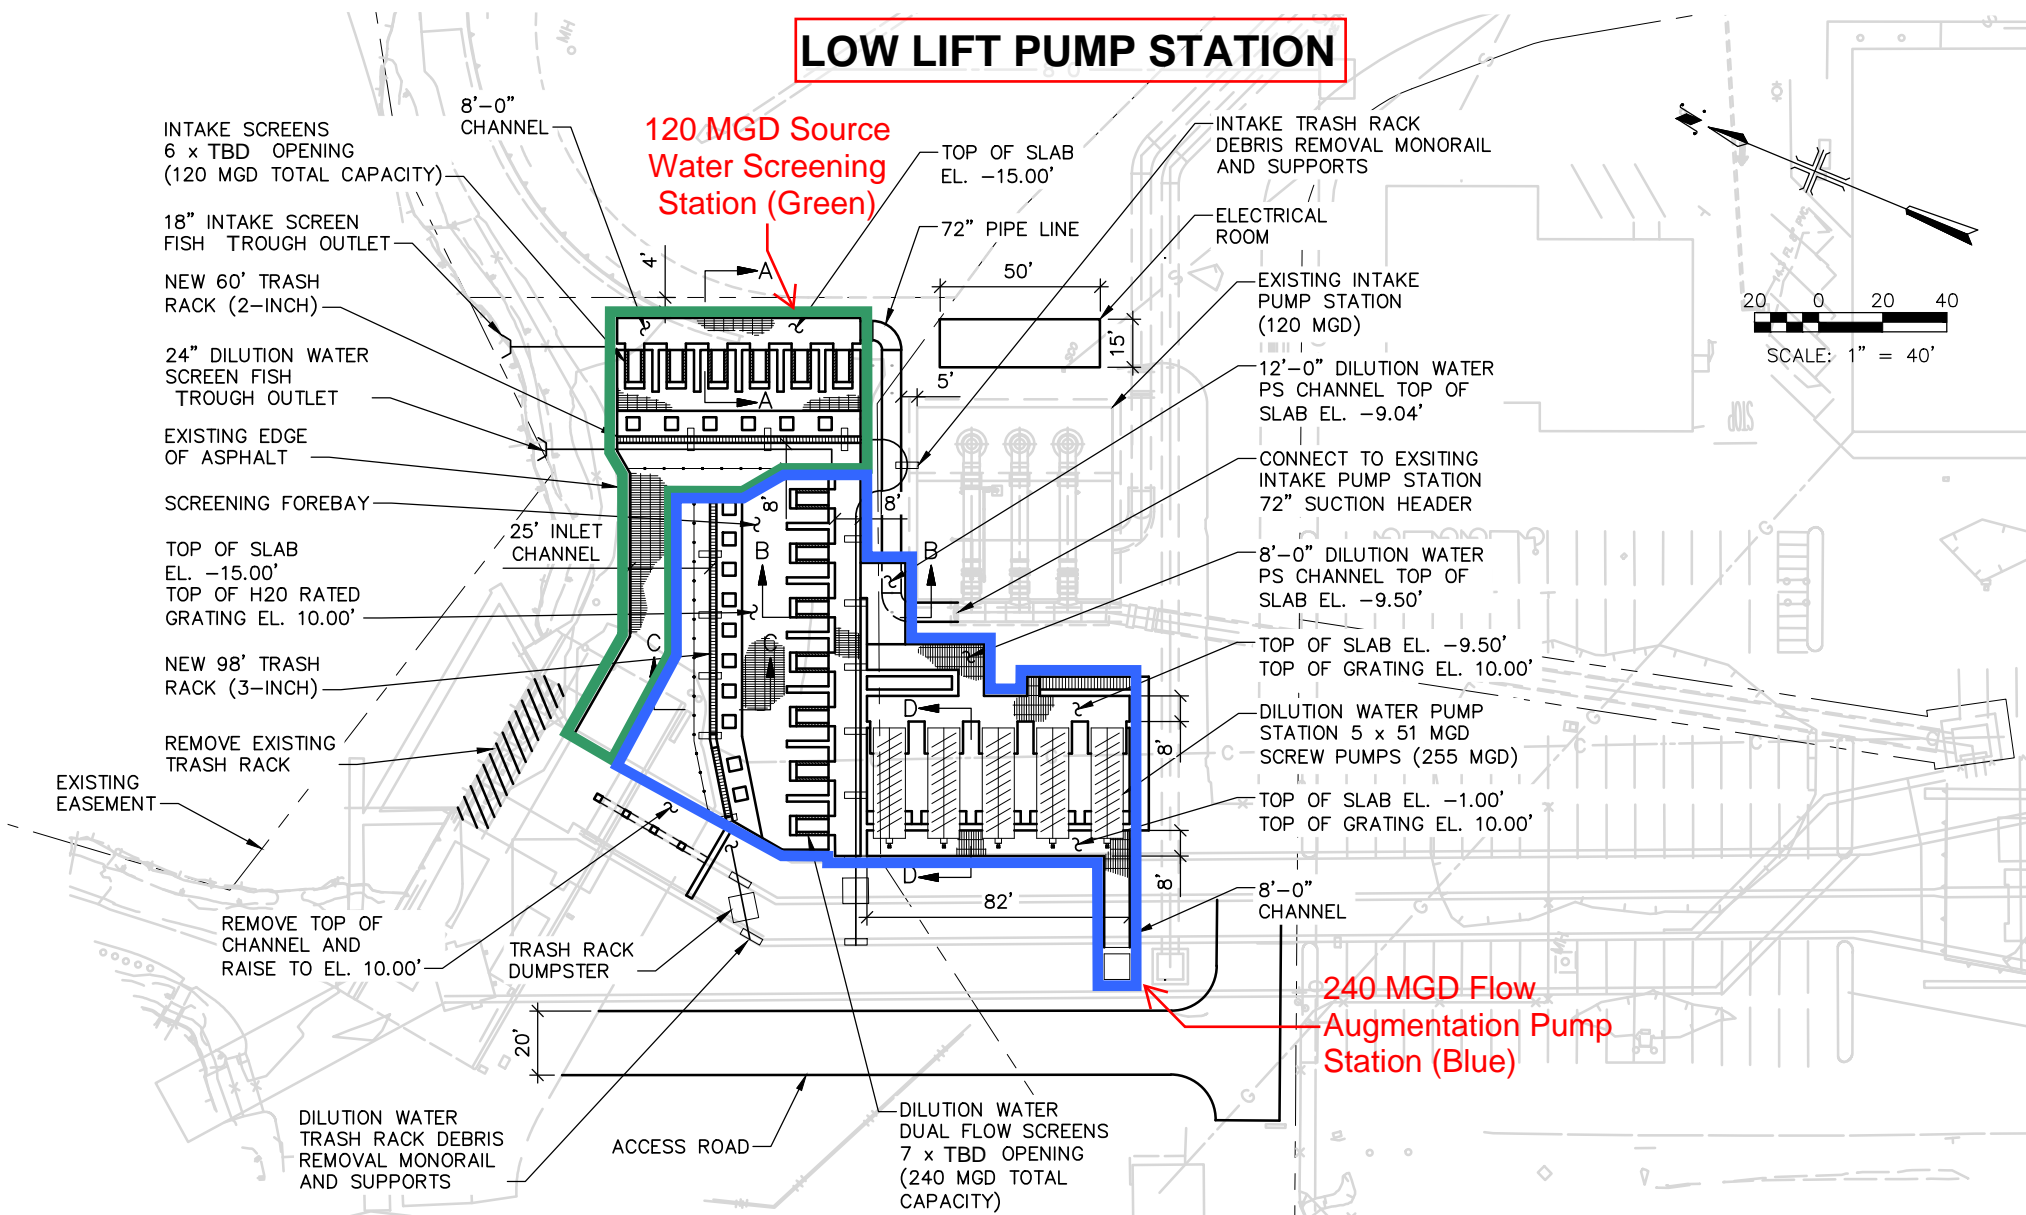 LOW LIFT PUMP STATION
8'-0"
CHANNEL
INTAKE SCREENS
6 x TBD OPENING
(120 MGD TOTAL CAPACITY)
18" INTAKE SCREEN
FISH TROUGH OUTLET
NEW 60' TRASH
RACK (2-INCH)
24" DILUTION WATER
SCREEN FISH
TROUGH OUTLET
EXISTING EDGE
OF ASPHALT
SCREENING FOREBAY
25' INLET
CHANNEL
TOP OF SLAB
EL. -15.00'
TOP OF H20 RATED
GRATING EL. 10.00'
NEW 98' TRASH
RACK (3-INCH)
REMOVE EXISTING
TRASH RACK
EXISTING
EASEMENT
REMOVE TOP OF
CHANNEL AND
RAISE TO EL. 10.00'
TRASH RACK
DUMPSTER
20'
DILUTION WATER
TRASH RACK DEBRIS
REMOVAL MONORAIL
AND SUPPORTS
ACCESS ROAD
DILUTION WATER
DUAL FLOW SCREENS
7 x TBD OPENING
(240 MGD TOTAL
CAPACITY)
120 MGD Source
Water Screening
Station (Green)
TOP OF SLAB
EL. -15.00'
72" PIPE LINE
4'
A
A
50'
15'
5'
8'
8'
B
B
C
C
D
D
82'
8'
8'
INTAKE TRASH RACK
DEBRIS REMOVAL MONORAIL
AND SUPPORTS
ELECTRICAL
ROOM
EXISTING INTAKE
PUMP STATION
(120 MGD)
12'-0" DILUTION WATER
PS CHANNEL TOP OF
SLAB EL. -9.04'
CONNECT TO EXSITING
INTAKE PUMP STATION
72" SUCTION HEADER
8'-0" DILUTION WATER
PS CHANNEL TOP OF
SLAB EL. -9.50'
TOP OF SLAB EL. -9.50'
TOP OF GRATING EL. 10.00'
DILUTION WATER PUMP
STATION 5 x 51 MGD
SCREW PUMPS (255 MGD)
TOP OF SLAB EL. -1.00'
TOP OF GRATING EL. 10.00'
8'-0"
CHANNEL
240 MGD Flow
Augmentation Pump
Station (Blue)
20 0 20 40
SCALE: 1" = 40'
STOP
MH
G
G
G
G
C
C
C
S
S